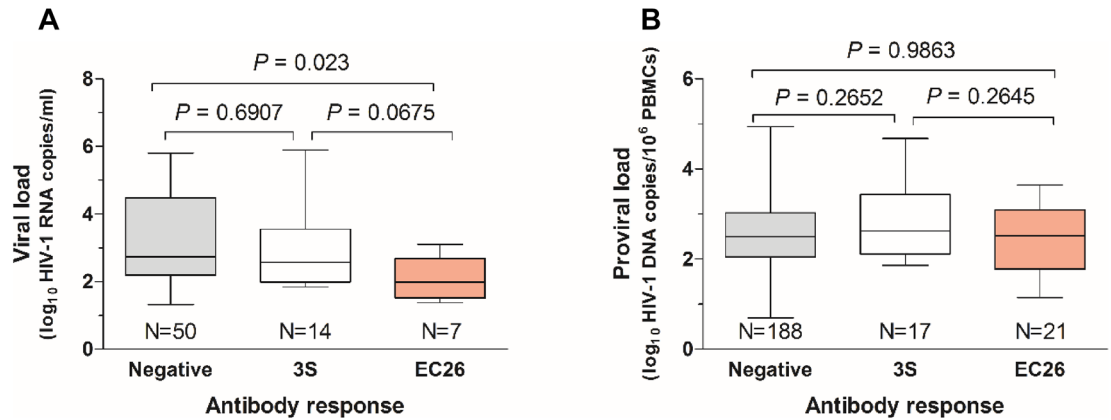 A
P = 0.023
P = 0.6907
P = 0.0675
Viral load
(log10 HIV-1 RNA copies/ml)
8
6
4
2
0
N=50
N=14
N=7
Negative
3S
EC26
Antibody response
B
P = 0.9863
P = 0.2652
P = 0.2645
Proviral load
(log10 HIV-1 DNA copies/10⁶ PBMCs)
6
4
2
0
N=188
N=17
N=21
Negative
3S
EC26
Antibody response